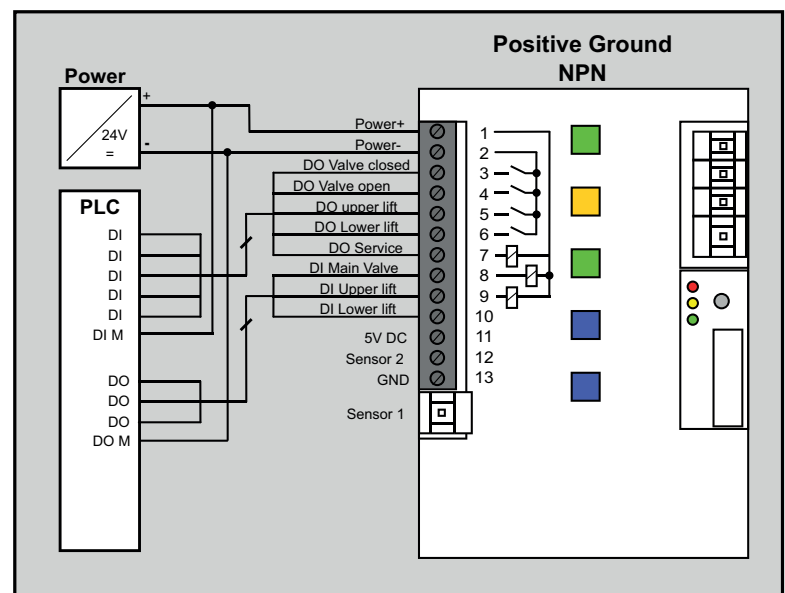 Positive Ground
NPN
Power
+
24V
=
-
PLC
DI
DI
DI
DI
DI
DI M
DO
DO
DO
DO M
Power+
Power-
DO Valve closed
DO Valve open
DO upper lift
DO Lower lift
DO Service
DI Main Valve
DI Upper lift
DI Lower lift
5V DC
Sensor 2
GND
Sensor 1
1
2
3
4
5
6
7
8
9
10
11
12
13